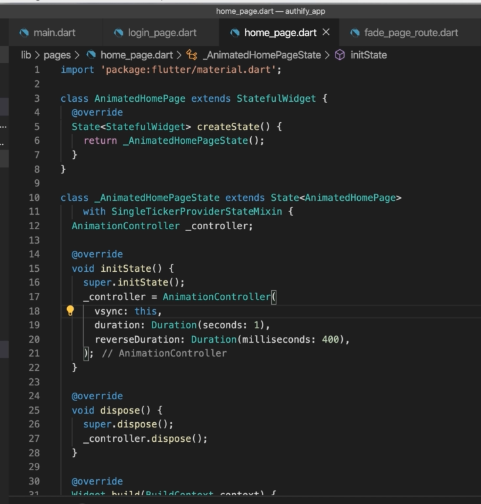 home_page.dart — authify_app
main.dart login_page.dart home_page.dart × fade_page_route.dart
lib > pages > home_page.dart > _AnimatedHomePageState > initState
1 import 'package:flutter/material.dart';
2
3 class AnimatedHomePage extends StatefulWidget {
4 @override
5 State<StatefulWidget> createState() {
6 return _AnimatedHomePageState();
7 }
8 }
9
10 class _AnimatedHomePageState extends State<AnimatedHomePage>
11 with SingleTickerProviderStateMixin {
12 AnimationController _controller;
13
14 @override
15 void initState() {
16 super.initState();
17 _controller = AnimationController(
18 vsync: this,
19 duration: Duration(seconds: 1),
20 reverseDuration: Duration(milliseconds: 400),
21 ); // AnimationController
22 }
23
24 @override
25 void dispose() {
26 super.dispose();
27 _controller.dispose();
28 }
29
30 @override
31 Widget build(BuildContext context) {